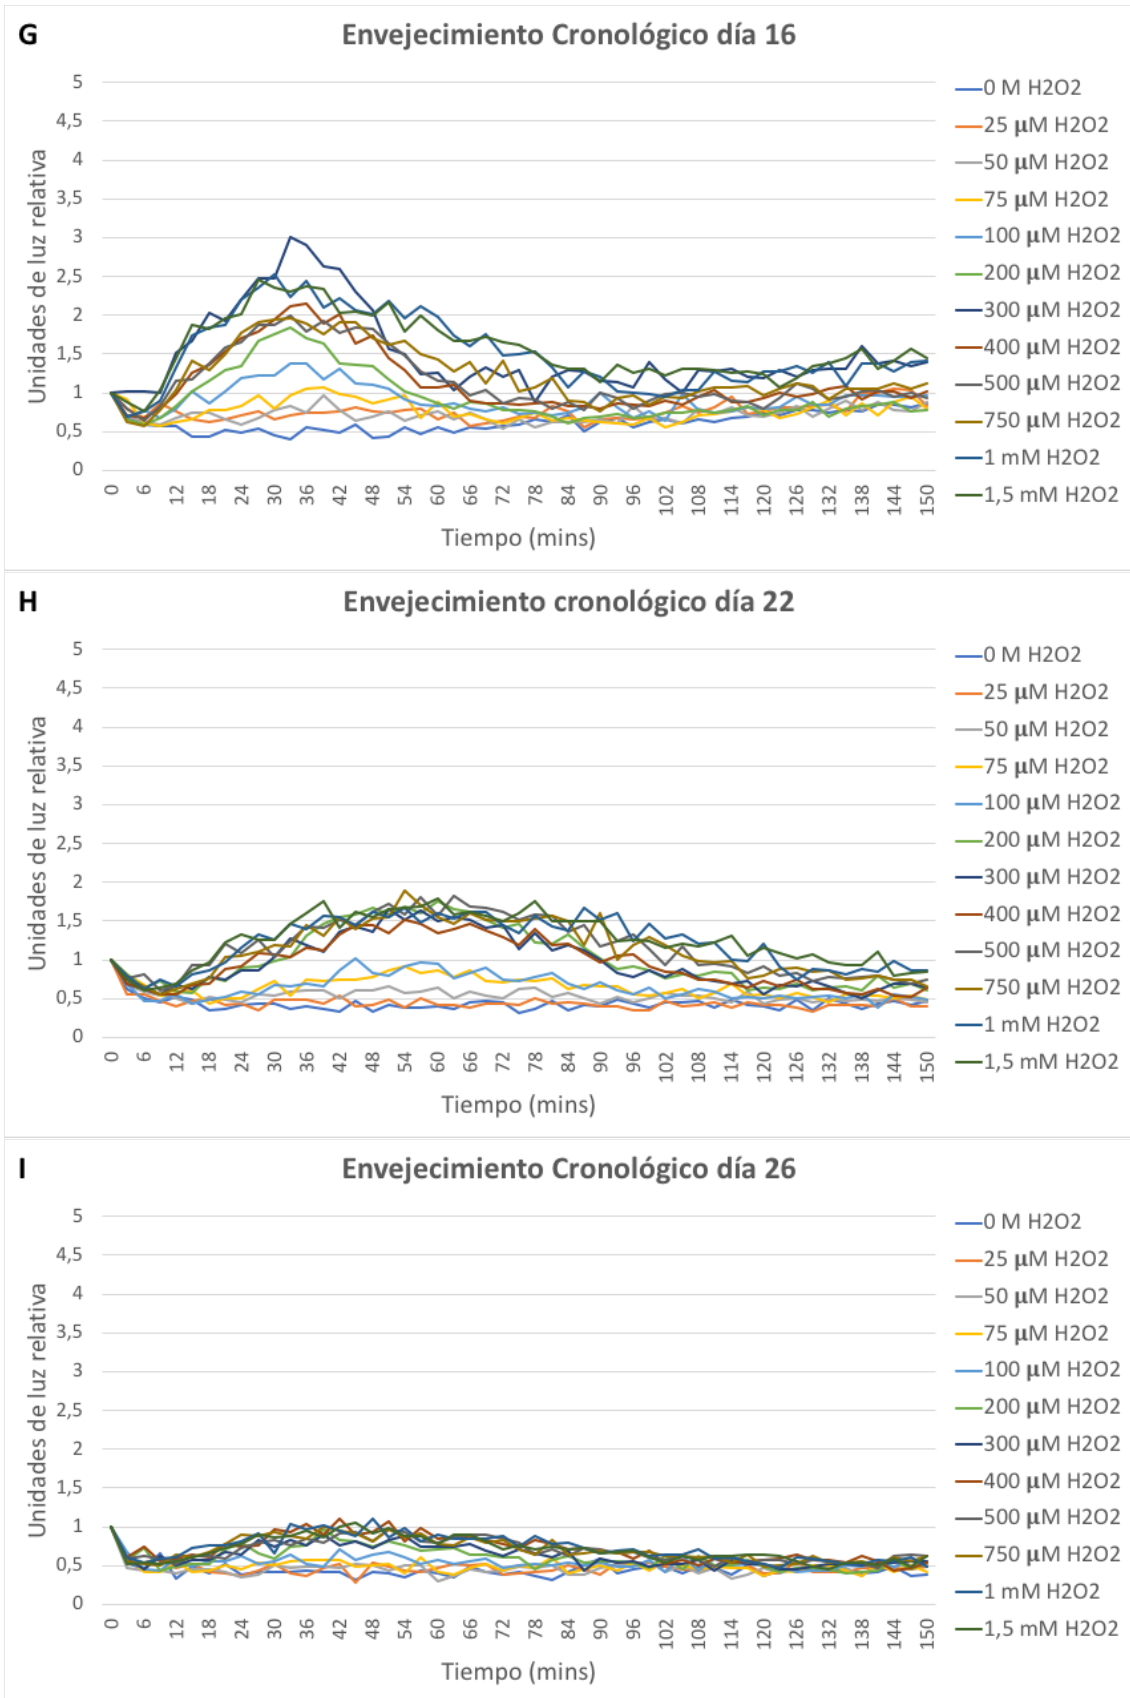 G
Envejecimiento Cronológico día 16
Unidades de luz relativa
5
4,5
4
3,5
3
2,5
2
1,5
1
0,5
0
0 6 12 18 24 30 36 42 48 54 60 66 72 78 84 90 96 102 108 114 120 126 132 138 144 150
Tiempo (mins)
0 M H2O2
25 μM H2O2
50 μM H2O2
75 μM H2O2
100 μM H2O2
200 μM H2O2
300 μM H2O2
400 μM H2O2
500 μM H2O2
750 μM H2O2
1 mM H2O2
1,5 mM H2O2
H
Envejecimiento cronológico día 22
Unidades de luz relativa
5
4,5
4
3,5
3
2,5
2
1,5
1
0,5
0
0 6 12 18 24 30 36 42 48 54 60 66 72 78 84 90 96 102 108 114 120 126 132 138 144 150
Tiempo (mins)
0 M H2O2
25 μM H2O2
50 μM H2O2
75 μM H2O2
100 μM H2O2
200 μM H2O2
300 μM H2O2
400 μM H2O2
500 μM H2O2
750 μM H2O2
1 mM H2O2
1,5 mM H2O2
I
Envejecimiento Cronológico día 26
Unidades de luz relativa
5
4,5
4
3,5
3
2,5
2
1,5
1
0,5
0
0 6 12 18 24 30 36 42 48 54 60 66 72 78 84 90 96 102 108 114 120 126 132 138 144 150
Tiempo (mins)
0 M H2O2
25 μM H2O2
50 μM H2O2
75 μM H2O2
100 μM H2O2
200 μM H2O2
300 μM H2O2
400 μM H2O2
500 μM H2O2
750 μM H2O2
1 mM H2O2
1,5 mM H2O2